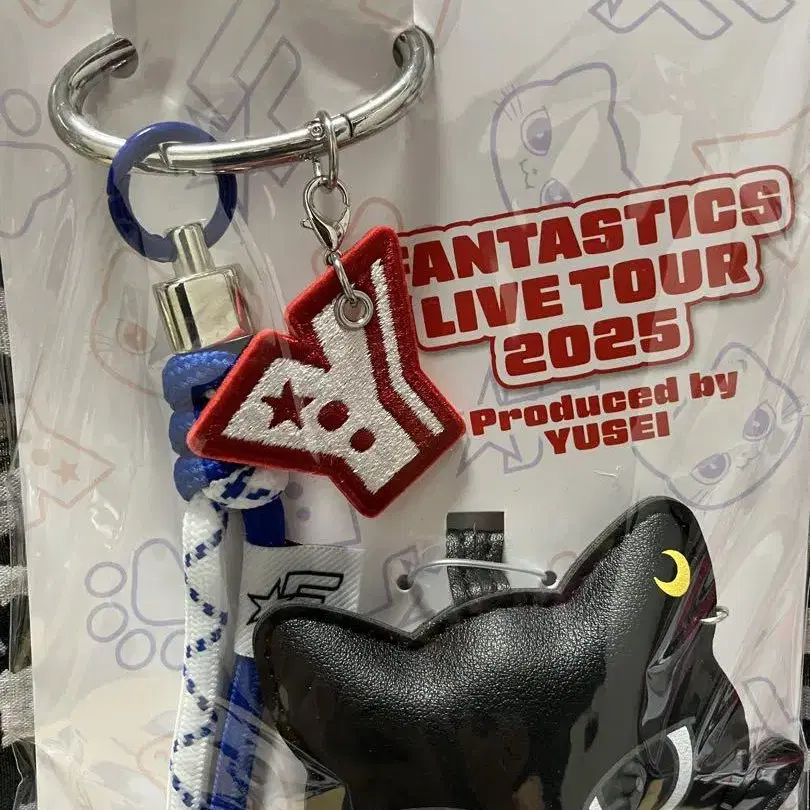 FANTASTICS
LIVE TOUR
2025
Produced by
YUSEI